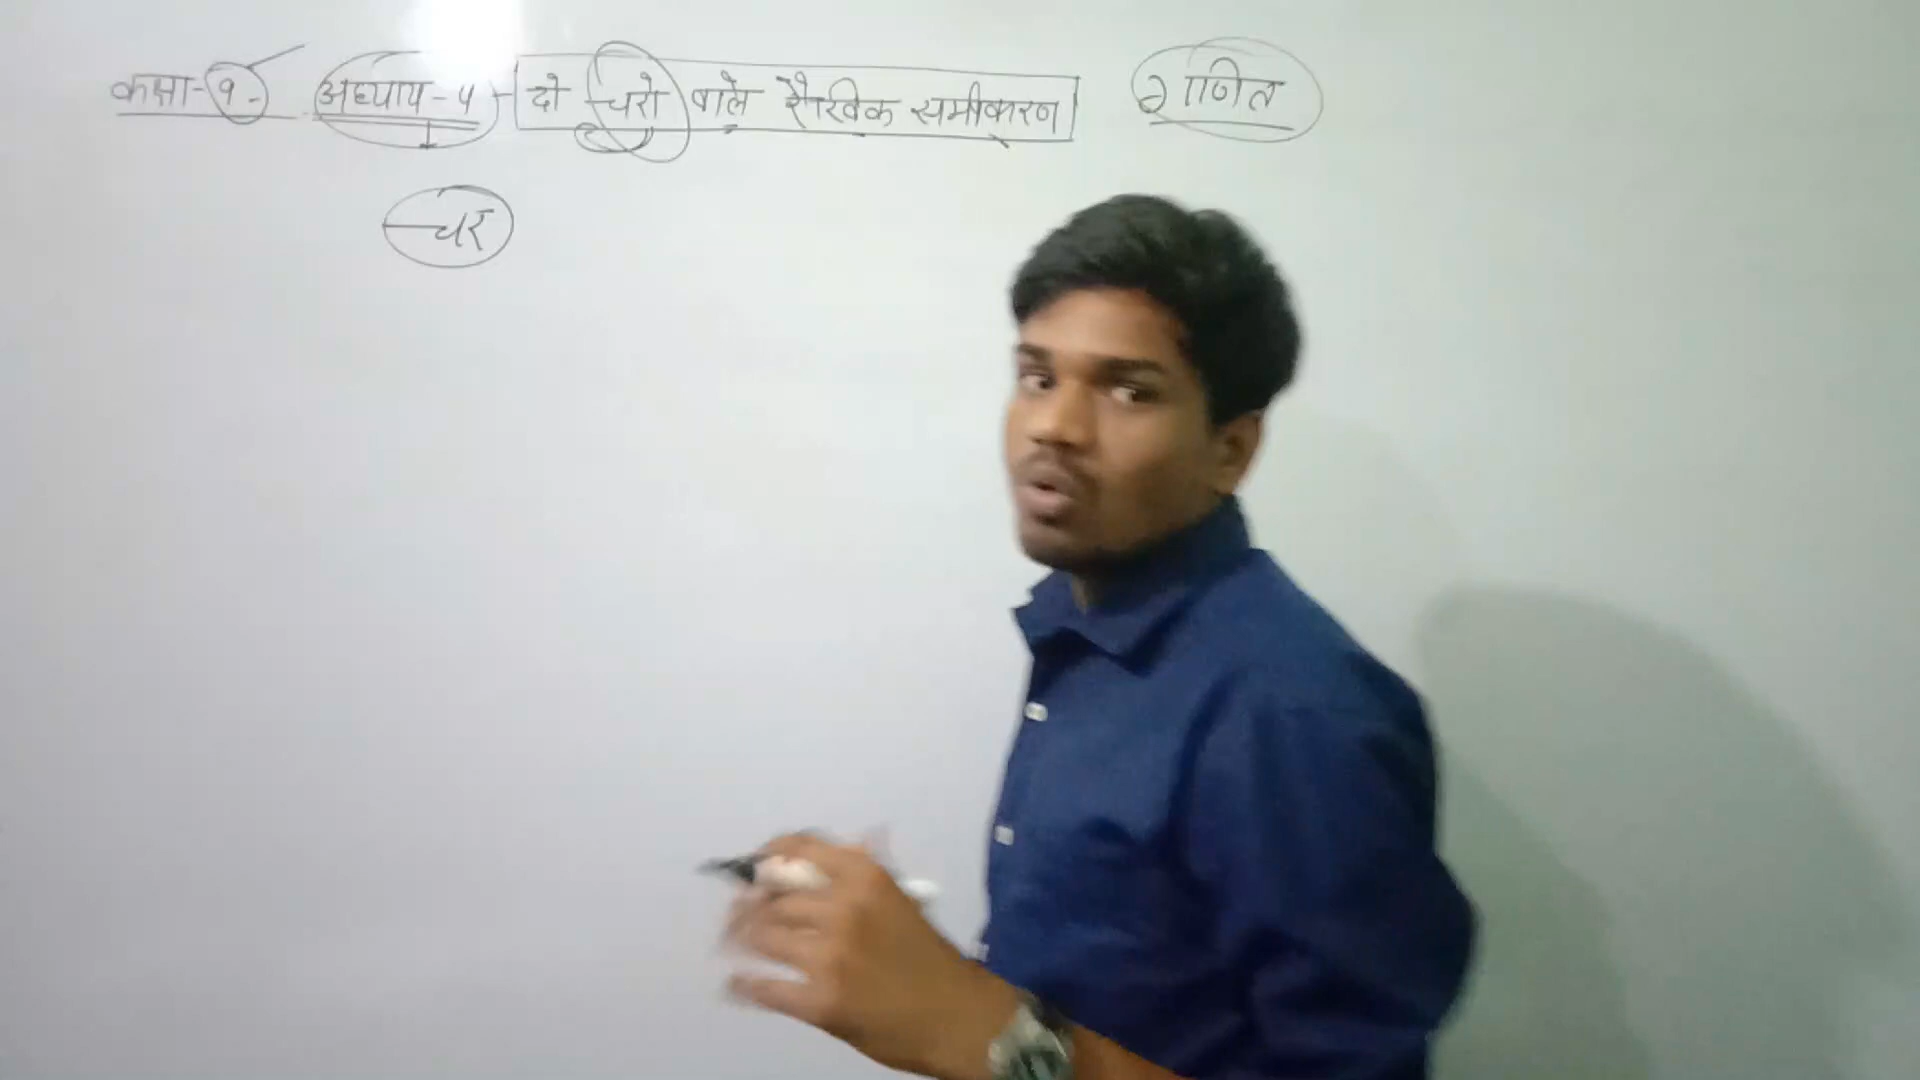 कक्षा-9- अध्याय-4 - दो चरो वाले रैखिक समीकरण गणित
चर